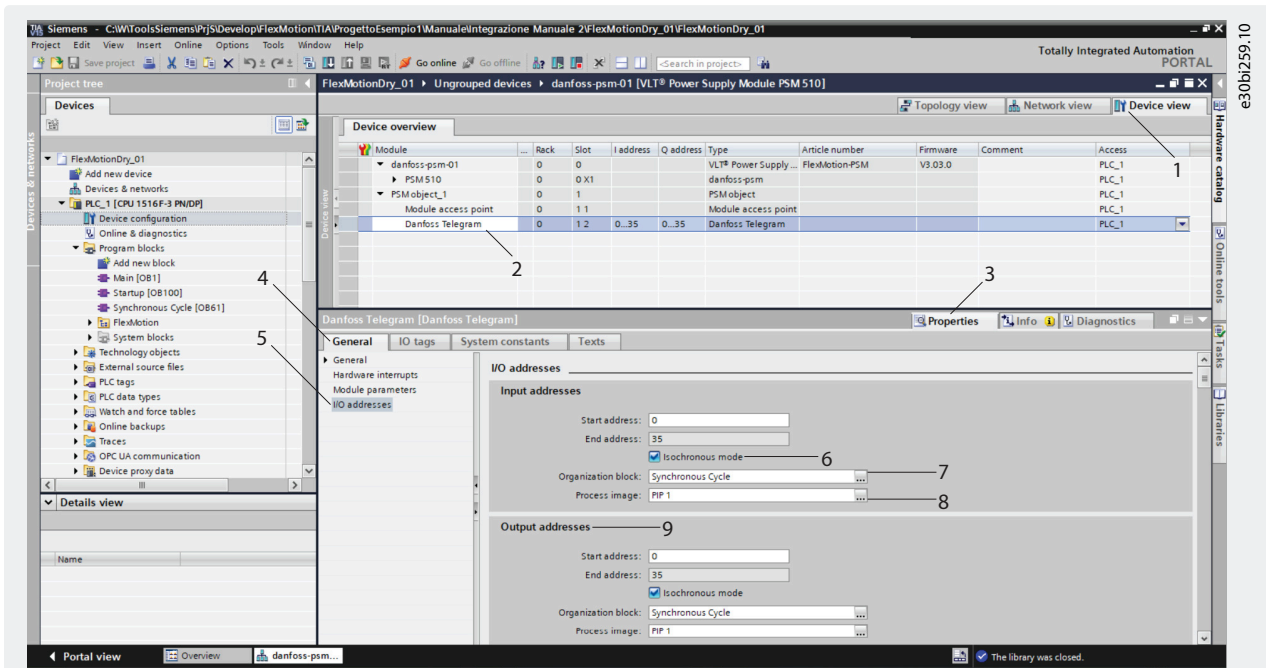 Siemens - C:\W\ToolsSiemens\PrjS\Develop\FlexMotion\TIA\ProgettoEsempio1\Manuale\Integrazione Manuale 2\FlexMotionDry_01\FlexMotionDry_01
Project Edit View Insert Online Options Tools Window Help
Totally Integrated Automation
PORTAL
Save project Go online Go offline <Search in project>
e30bi259.10
Project tree
FlexMotionDry_01 Ungrouped devices danfoss-psm-01 [VLT® Power Supply Module PSM 510]
Devices
Topology view Network view Device view
Device overview
Module ... Rack Slot I address Q address Type Article number Firmware Comment Access
danfoss-psm-01 0 0 VLT® Power Supply ... FlexMotion-PSM V3.03.0 PLC_1
PSM 510 0 0 X1 danfoss-psm PLC_1
PSM object_1 0 1 PSM object PLC_1
Module access point 0 1 1 Module access point PLC_1
Danfoss Telegram 0 1 2 0...35 0...35 Danfoss Telegram PLC_1
1
2
3
4
5
FlexMotionDry_01
Add new device
Devices & networks
PLC_1 [CPU 1516F-3 PN/DP]
Device configuration
Online & diagnostics
Program blocks
Add new block
Main [OB1]
Startup [OB100]
Synchronous Cycle [OB61]
FlexMotion
System blocks
Technology objects
External source files
PLC tags
PLC data types
Watch and force tables
Online backups
Traces
OPC UA communication
Device proxy data
Details view
Name
Devices & networks
Device view
Danfoss Telegram [Danfoss Telegram]
Properties Info Diagnostics
General IO tags System constants Texts
General
Hardware interrupts
Module parameters
I/O addresses
I/O addresses
Input addresses
Start address: 0
End address: 35
Isochronous mode 6
Organization block: Synchronous Cycle ... 7
Process image: PIP 1 ... 8
Output addresses 9
Start address: 0
End address: 35
Isochronous mode
Organization block: Synchronous Cycle ...
Process image: PIP 1 ...
Hardware catalog
Online tools
Tasks
Libraries
Portal view Overview danfoss-psm... The library was closed.